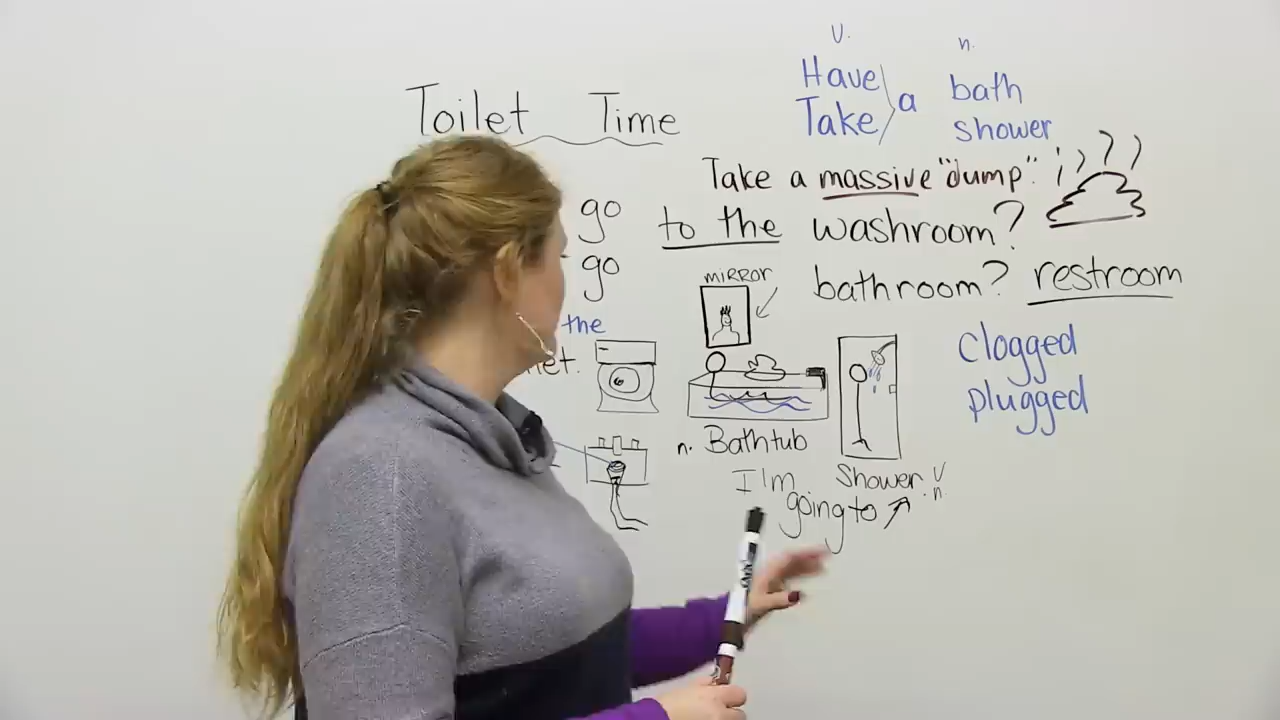 v.
n.
Have
Take
a
bath
shower
Toilet Time
Take a massive "dump".
go to the washroom?
go
bathroom? restroom
MIRROR
the
Clogged
plugged
n. Bathtub
Shower v
.n.
I'm
going to